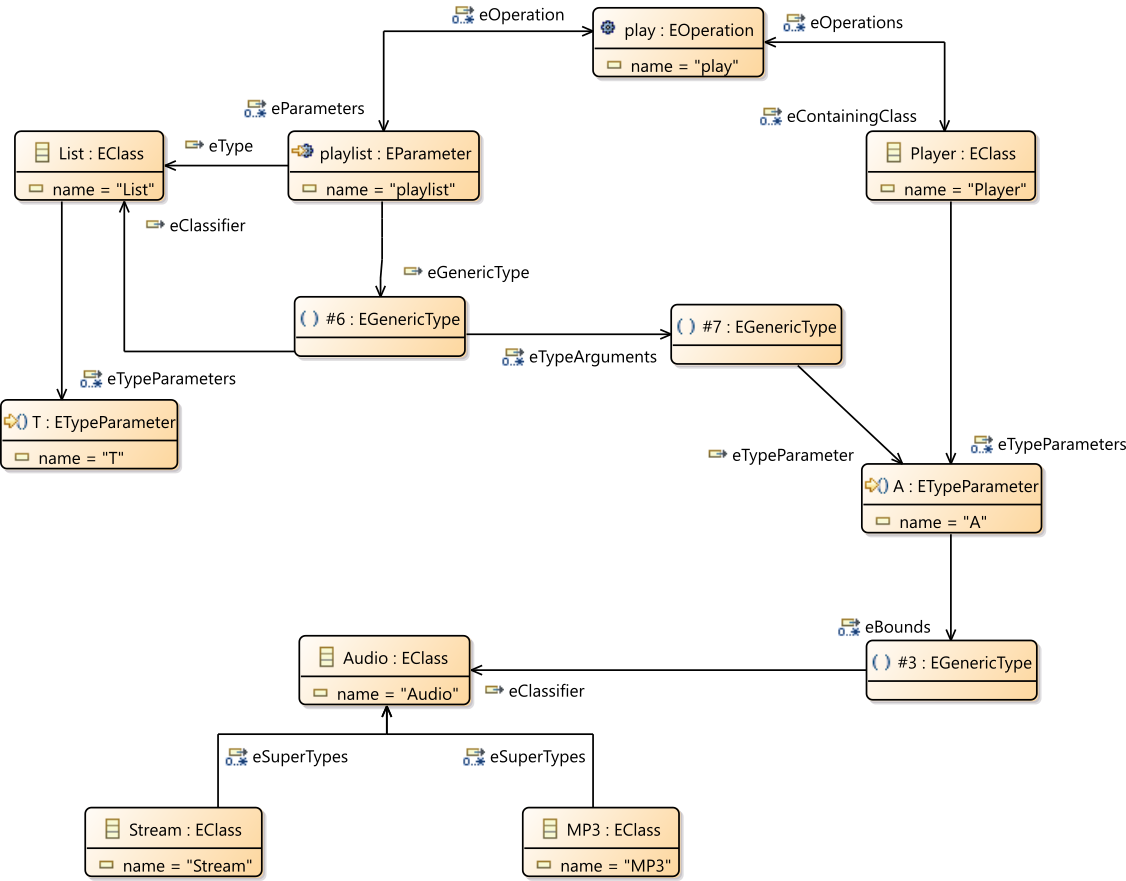 eOperation
play : EOperation
name = "play"
eOperations
eParameters
eContainingClass
List : EClass
name = "List"
eType
playlist : EParameter
name = "playlist"
Player : EClass
name = "Player"
eClassifier
eGenericType
#6 : EGenericType
#7 : EGenericType
eTypeArguments
eTypeParameters
T : ETypeParameter
name = "T"
eTypeParameter
eTypeParameters
A : ETypeParameter
name = "A"
eBounds
Audio : EClass
name = "Audio"
eClassifier
#3 : EGenericType
eSuperTypes
eSuperTypes
Stream : EClass
name = "Stream"
MP3 : EClass
name = "MP3"